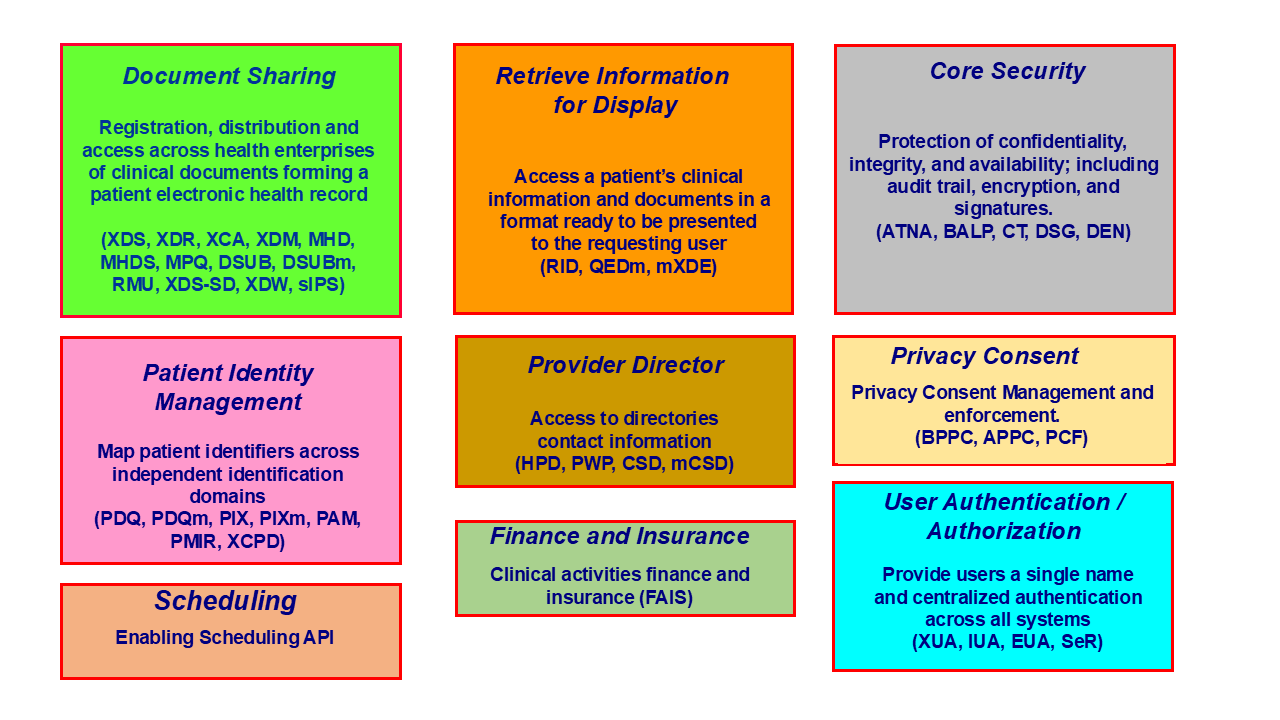 Document Sharing
Registration, distribution and
access across health enterprises
of clinical documents forming a
patient electronic health record
(XDS, XDR, XCA, XDM, MHD,
MHDS, MPQ, DSUB, DSUBm,
RMU, XDS-SD, XDW, sIPS)
Retrieve Information
for Display
Access a patient’s clinical
information and documents in a
format ready to be presented
to the requesting user
(RID, QEDm, mXDE)
Core Security
Protection of confidentiality,
integrity, and availability; including
audit trail, encryption, and
signatures.
(ATNA, BALP, CT, DSG, DEN)
Patient Identity
Management
Map patient identifiers across
independent identification
domains
(PDQ, PDQm, PIX, PIXm, PAM,
PMIR, XCPD)
Provider Director
Access to directories
contact information
(HPD, PWP, CSD, mCSD)
Privacy Consent
Privacy Consent Management and
enforcement.
(BPPC, APPC, PCF)
Scheduling
Enabling Scheduling API
Finance and Insurance
Clinical activities finance and
insurance (FAIS)
User Authentication /
Authorization
Provide users a single name
and centralized authentication
across all systems
(XUA, IUA, EUA, SeR)